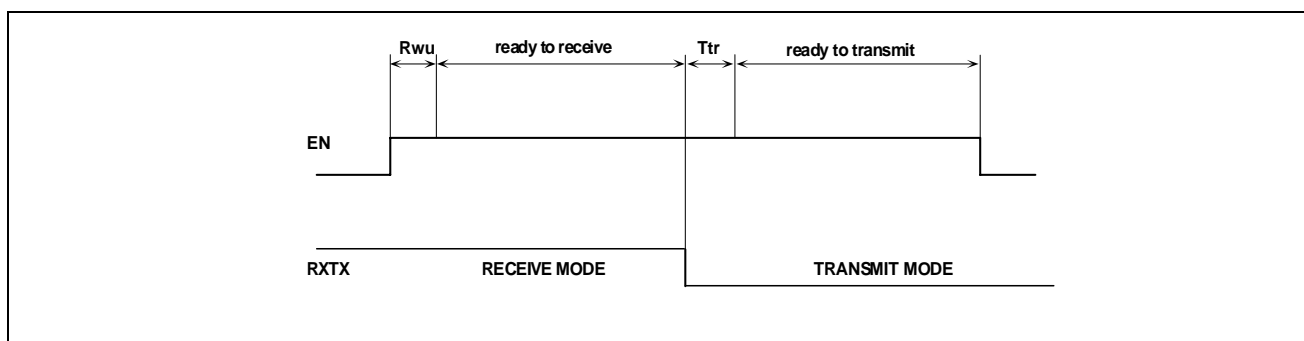 Rwu ready to receive Ttr ready to transmit
EN
RXTX RECEIVE MODE TRANSMIT MODE